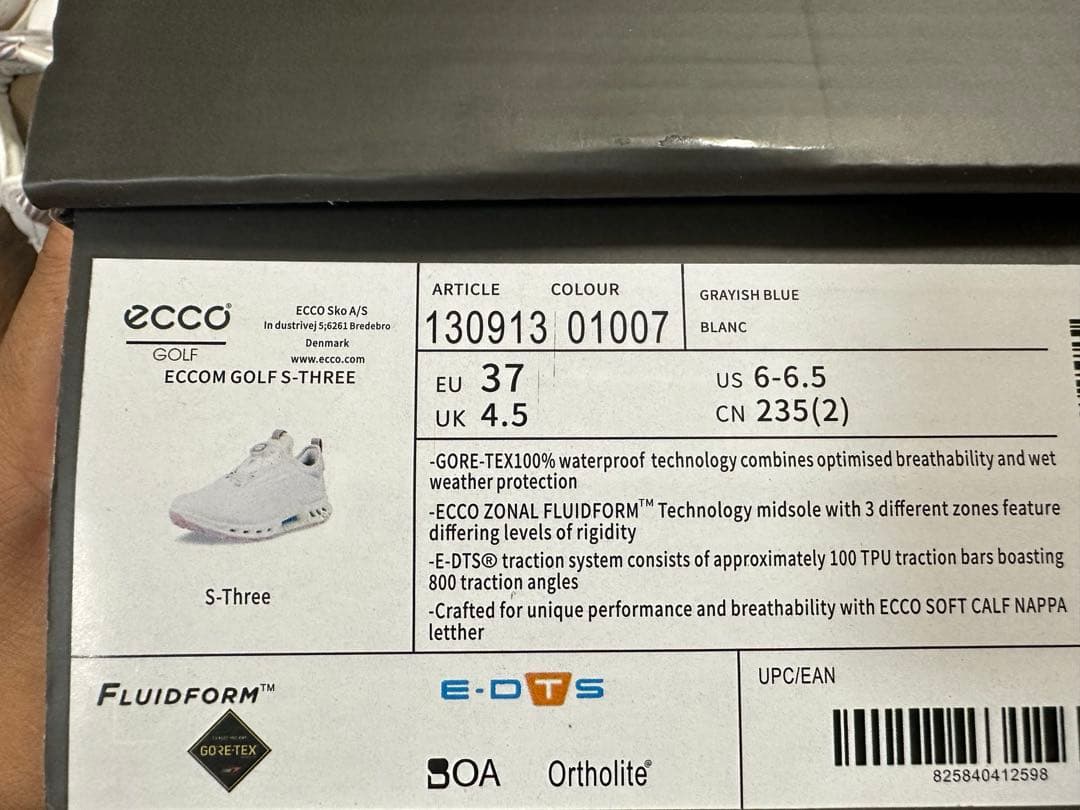 ecco®
GOLF
ECCO Sko A/S
In dustrivej 5;6261 Bredebro
Denmark
www.ecco.com
ECCOM GOLF S-THREE
S-Three
ARTICLE COLOUR
130913 01007
GRAYISH BLUE
BLANC
EU 37
UK 4.5
US 6-6.5
CN 235(2)
-GORE-TEX100% waterproof technology combines optimised breathability and wet
weather protection
-ECCO ZONAL FLUIDFORM™ Technology midsole with 3 different zones feature
differing levels of rigidity
-E-DTS® traction system consists of approximately 100 TPU traction bars boasting
800 traction angles
-Crafted for unique performance and breathability with ECCO SOFT CALF NAPPA
letther
FLUIDFORM™
GORE-TEX
E-DTS
BOA Ortholite®
UPC/EAN
825840412598